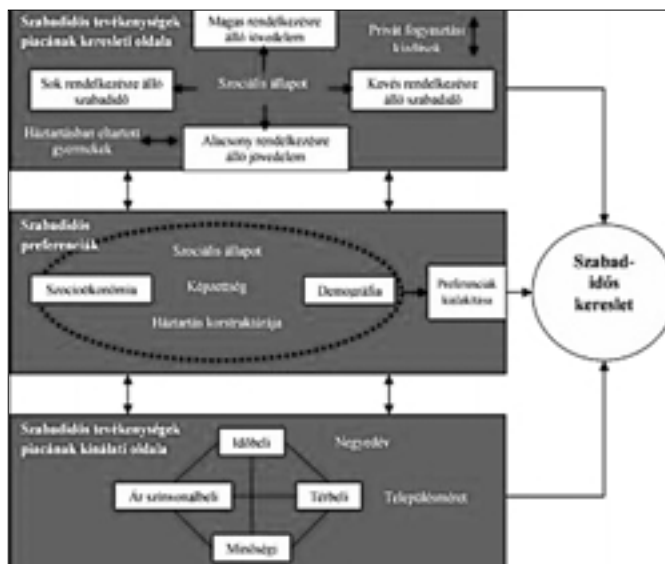 Szabadidős tevékenységek
piacának keresleti oldala
Magas rendelkezésre
álló jövedelem
Privát fogyasztási
kiadások
Sok rendelkezésre álló
szabadidő
Szociális állapot
Kevés rendelkezésre
álló szabadidő
Háztartásban eltartott
gyermekek
Alacsony rendelkezésre
álló jövedelem
Szabadidős
preferenciák
Szociális állapot
Szocioökonómia
Képzettség
Demográfia
Preferenciák
kialakítása
Háztartás konstruktúrája
Szabad-
idős
kereslet
Szabadidős tevékenységek
piacának kínálati oldala
Időbeli
Negyedév
Ár színvonalbeli
Térbeli
Településméret
Minőségi